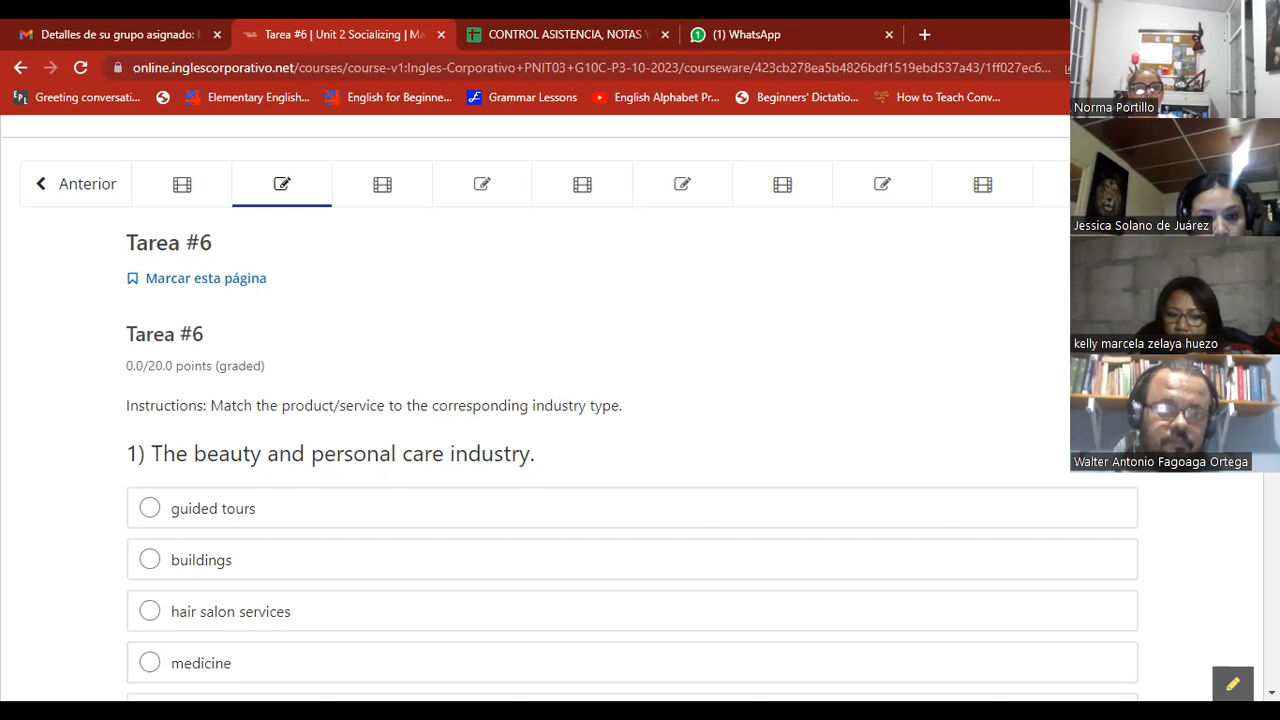 Detalles de su grupo asignado: I
Tarea #6 | Unit 2 Socializing | Ma
CONTROL ASISTENCIA, NOTAS Y
(1) WhatsApp
online.inglescorporativo.net/courses/course-v1:Ingles-Corporativo+PNIT03+G10C-P3-10-2023/courseware/423cb278ea5b4826bdf1519ebd537a43/1ff027ec6...
Greeting conversati...
Elementary English...
English for Beginne...
Grammar Lessons
English Alphabet Pr...
Beginners' Dictatio...
How to Teach Conv...
Norma Portillo
Jessica Solano de Juárez
kelly marcela zelaya huezo
Walter Antonio Fagoaga Ortega
Anterior
Tarea #6
Marcar esta página
Tarea #6
0.0/20.0 points (graded)
Instructions: Match the product/service to the corresponding industry type.
1) The beauty and personal care industry.
guided tours
buildings
hair salon services
medicine